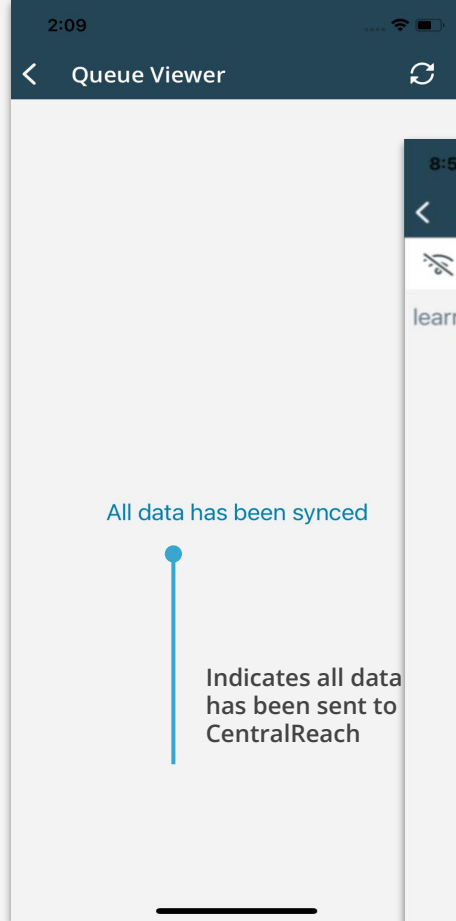 2:09
Queue Viewer
All data has been synced
Indicates all data
has been sent to
CentralReach